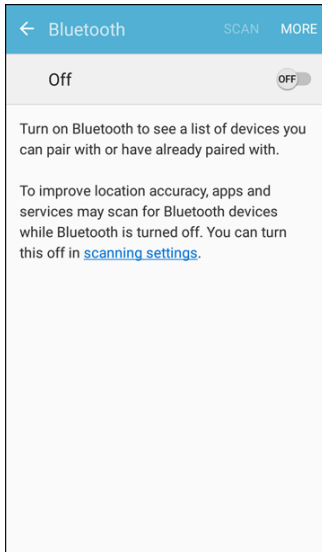 Bluetooth SCAN MORE
Off OFF
Turn on Bluetooth to see a list of devices you
can pair with or have already paired with.
To improve location accuracy, apps and
services may scan for Bluetooth devices
while Bluetooth is turned off. You can turn
this off in scanning settings.